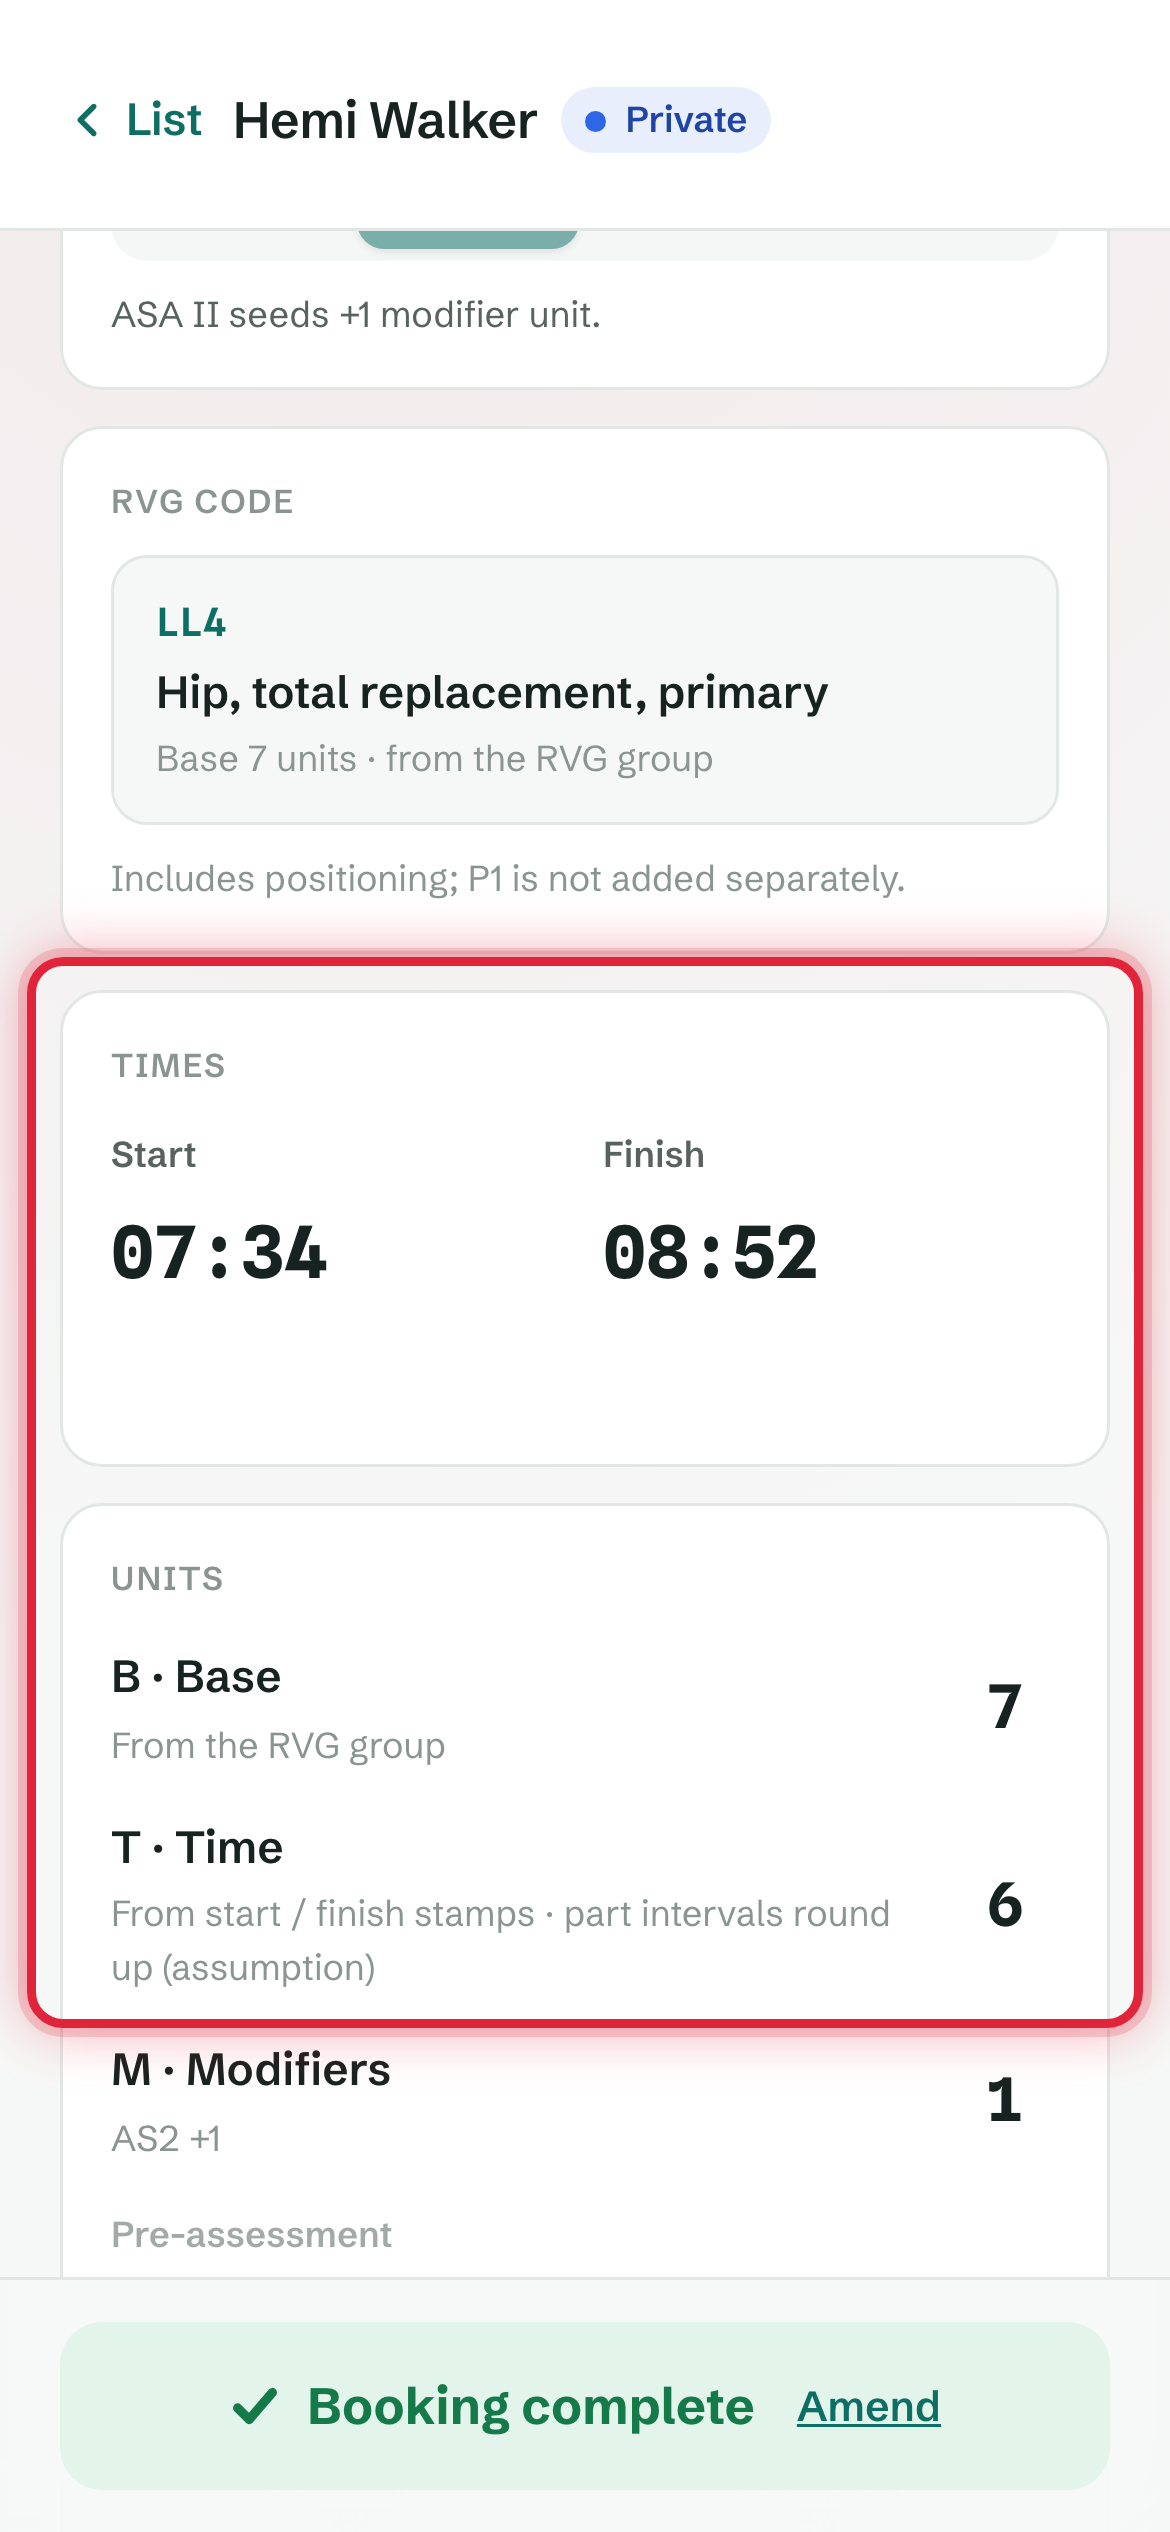 List Hemi Walker Private
ASA II seeds +1 modifier unit.
RVG CODE
LL4
Hip, total replacement, primary
Base 7 units · from the RVG group
Includes positioning; P1 is not added separately.
TIMES
Start Finish
07:34 08:52
UNITS
B · Base
7
From the RVG group
T · Time
From start / finish stamps · part intervals round
6
up (assumption)
M · Modifiers
1
AS2 +1
Pre-assessment
Booking complete Amend